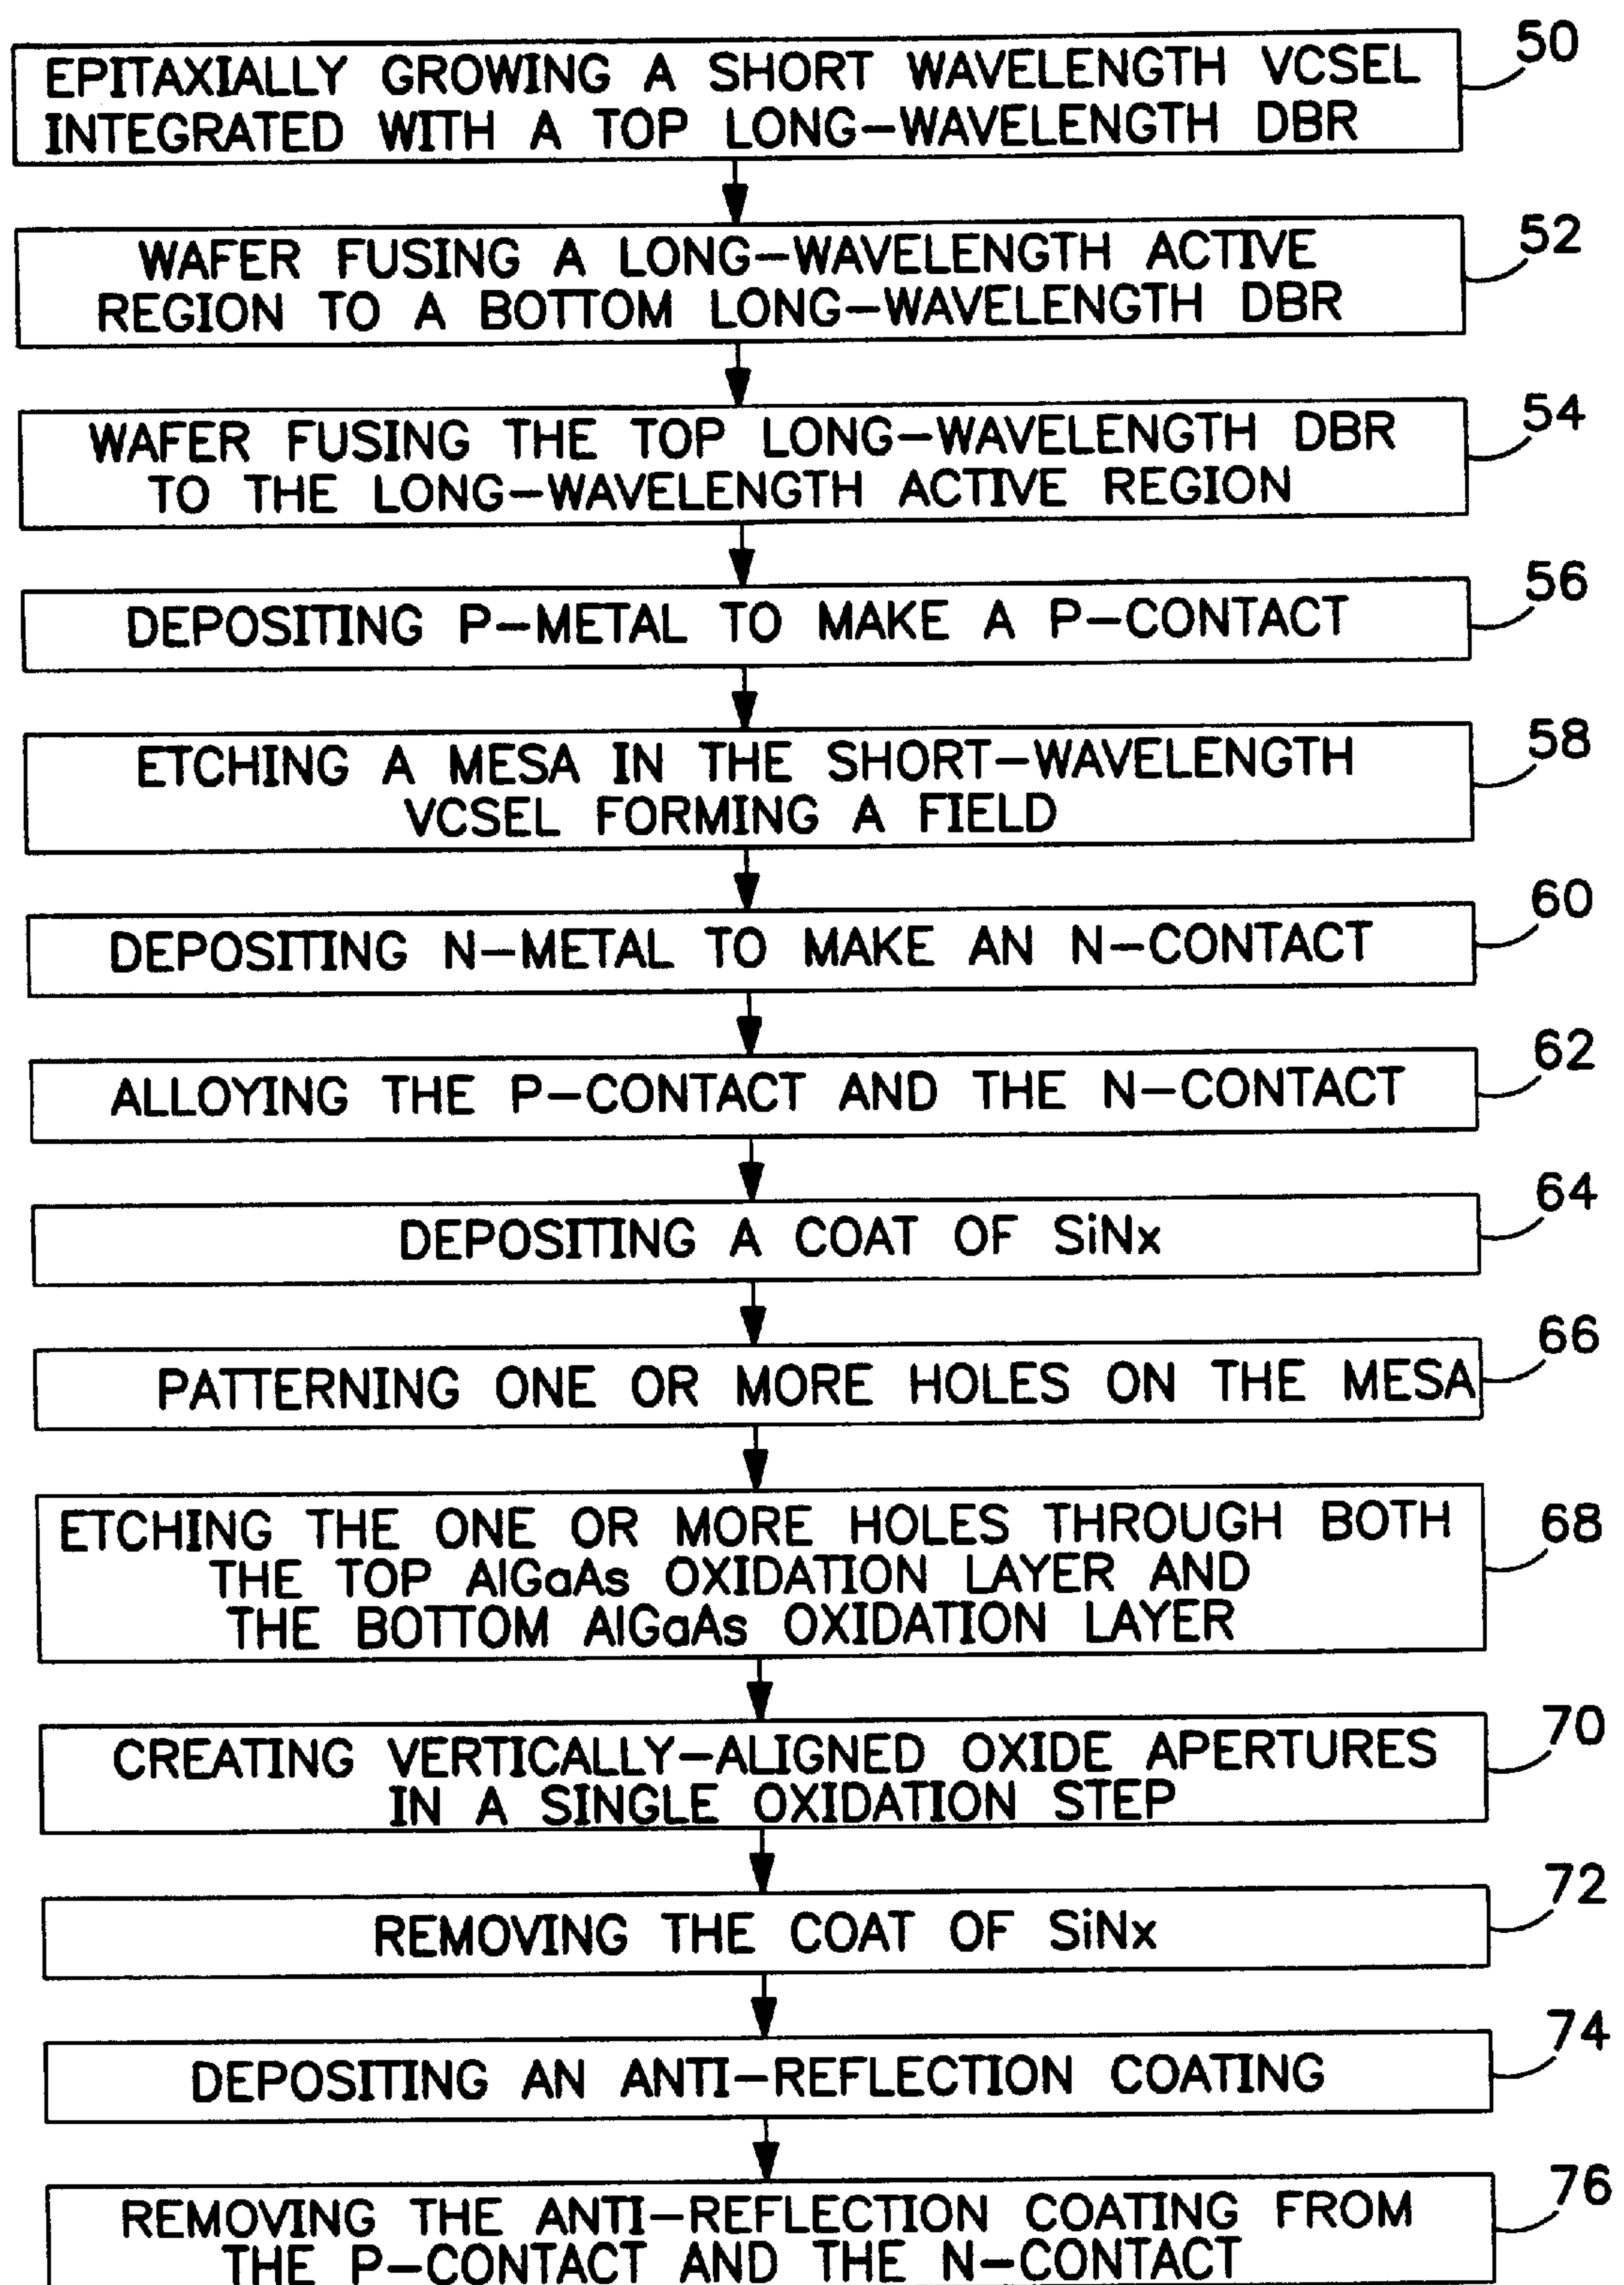 50
EPITAXIALLY GROWING A SHORT WAVELENGTH VCSEL
INTEGRATED WITH A TOP LONG-WAVELENGTH DBR
52
WAFER FUSING A LONG-WAVELENGTH ACTIVE
REGION TO A BOTTOM LONG-WAVELENGTH DBR
54
WAFER FUSING THE TOP LONG-WAVELENGTH DBR
TO THE LONG-WAVELENGTH ACTIVE REGION
56
DEPOSITING P-METAL TO MAKE A P-CONTACT
58
ETCHING A MESA IN THE SHORT-WAVELENGTH
VCSEL FORMING A FIELD
60
DEPOSITING N-METAL TO MAKE AN N-CONTACT
62
ALLOYING THE P-CONTACT AND THE N-CONTACT
64
DEPOSITING A COAT OF SiNx
66
PATTERNING ONE OR MORE HOLES ON THE MESA
68
ETCHING THE ONE OR MORE HOLES THROUGH BOTH
THE TOP AlGaAs OXIDATION LAYER AND
THE BOTTOM AlGaAs OXIDATION LAYER
70
CREATING VERTICALLY-ALIGNED OXIDE APERTURES
IN A SINGLE OXIDATION STEP
72
REMOVING THE COAT OF SiNx
74
DEPOSITING AN ANTI-REFLECTION COATING
76
REMOVING THE ANTI-REFLECTION COATING FROM
THE P-CONTACT AND THE N-CONTACT